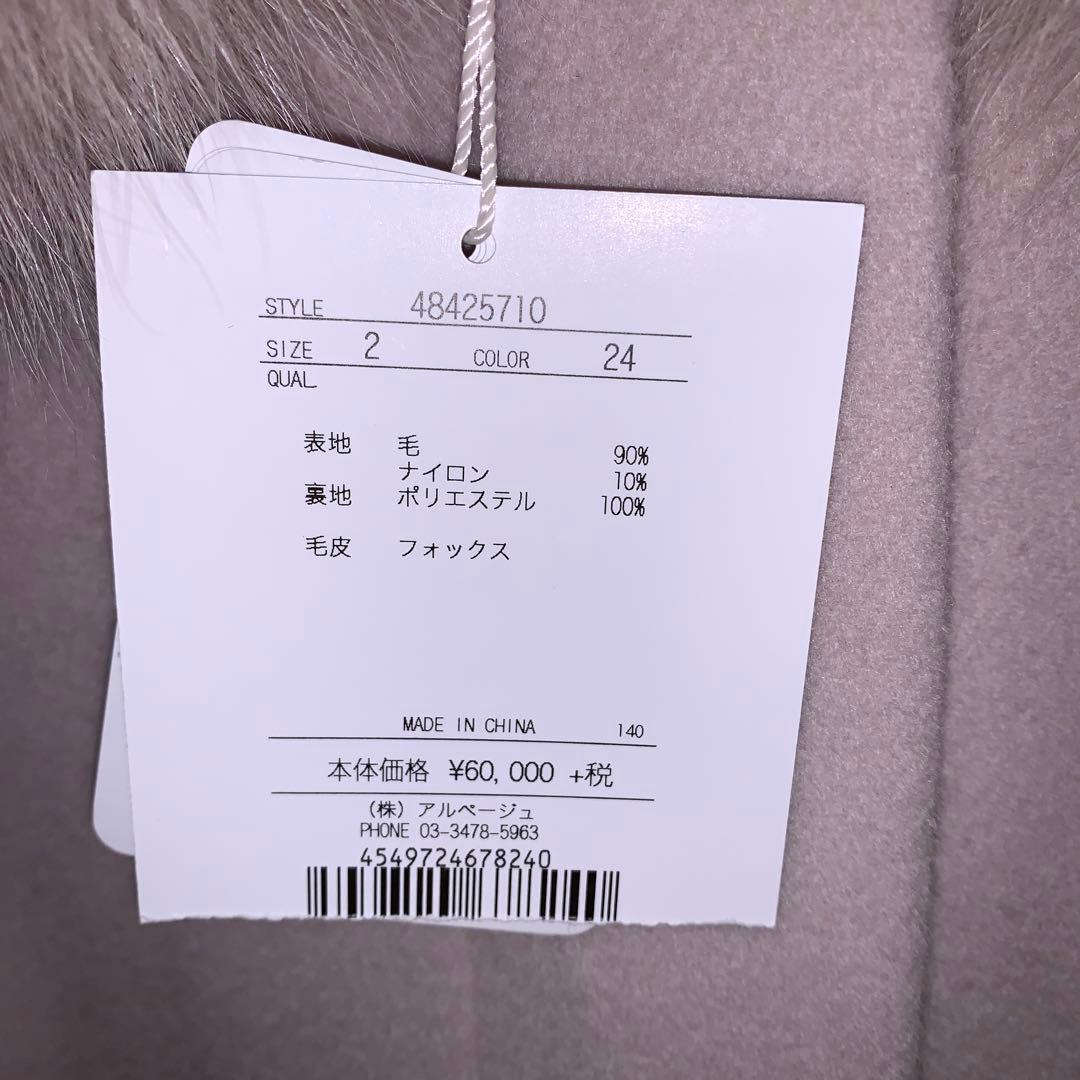 STYLE 48425710
SIZE 2 COLOR 24
QUAL
表地 毛 90%
ナイロン 10%
裏地 ポリエステル 100%
毛皮 フォックス
MADE IN CHINA 140
本体価格 ¥60,000 +税
(株) アルページュ
PHONE 03-3478-5963
4549724678240